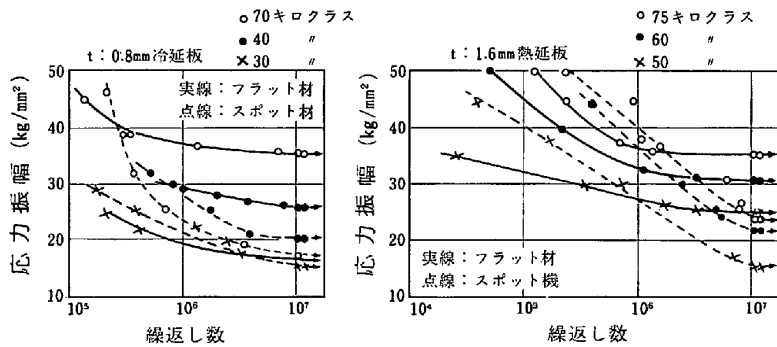 ○ 70キロクラス
● 40 〃
× 30 〃
t：0.8mm冷延板
実線：フラット材
点線：スポット材
応力振幅 (kg/mm²)
50
40
30
20
10
10⁵
10⁶
10⁷
繰返し数
○ 75キロクラス
● 60 〃
× 50 〃
t：1.6mm熱延板
実線：フラット材
点線：スポット機
応力振幅 (kg/mm²)
50
40
30
20
10
10⁴
10⁵
10⁶
10⁷
繰返し数